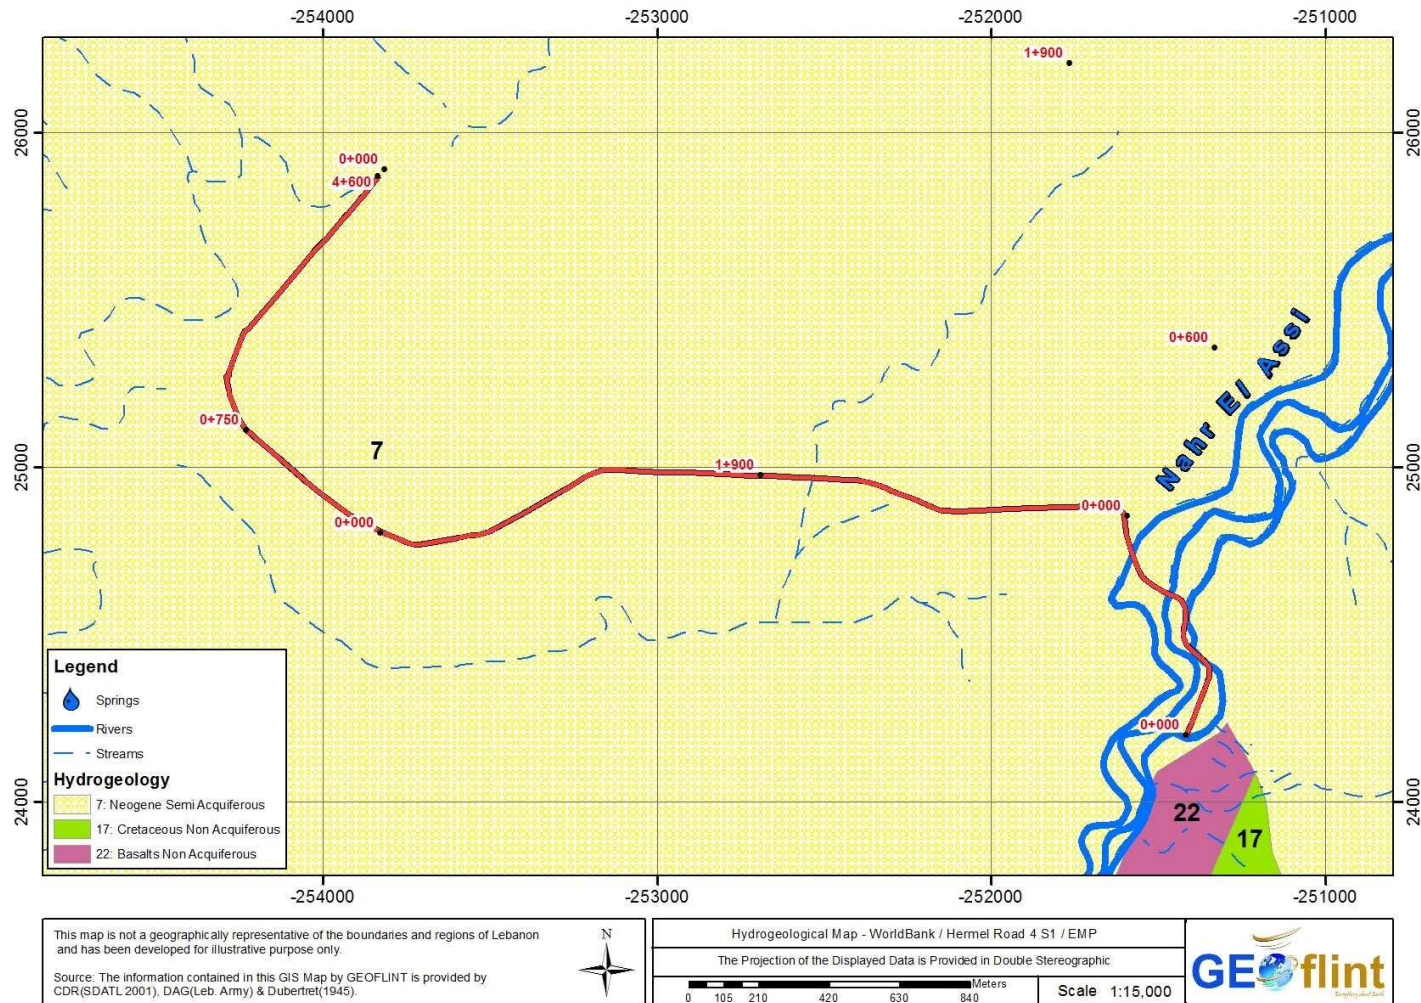 -254000
-253000
-252000
-251000
1+900
26000
26000
0+000
4+600
0+600
Nahr El Assi
0+750
7
25000
25000
1+900
0+000
0+000
Legend
Springs
Rivers
Streams
Hydrogeology
7: Neogene Semi Acquiferous
17: Cretaceous Non Acquiferous
22: Basalts Non Acquiferous
0+000
24000
24000
22
17
-254000
-253000
-252000
-251000
This map is not a geographically representative of the boundaries and regions of Lebanon
and has been developed for illustrative purpose only.
Source: The information contained in this GIS Map by GEOFLINT is provided by
CDR(SDATL 2001), DAG(Leb. Army) & Dubertret(1945).
N
Hydrogeological Map - WorldBank / Hermel Road 4 S1 / EMP
The Projection of the Displayed Data is Provided in Double Stereographic
Meters
0 105 210 420 630 840
Scale 1:15,000
GEOflint